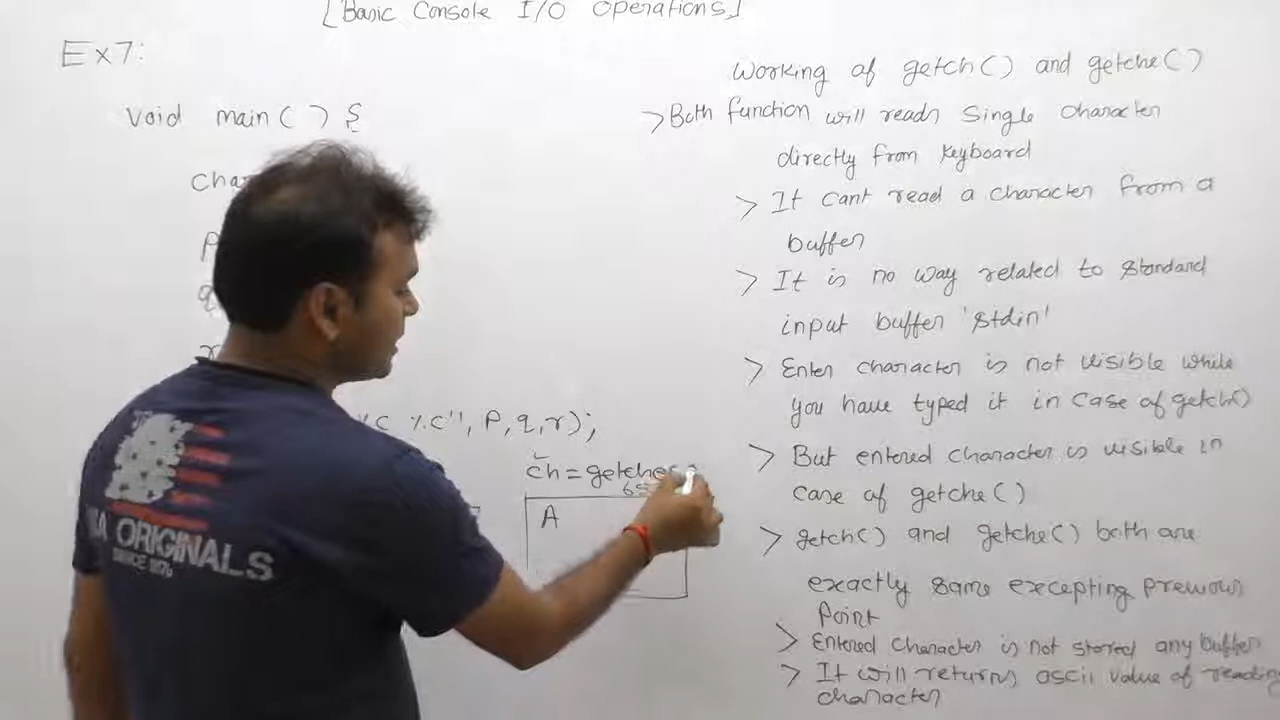 [Basic Console I/O Operations]
Ex7:
Void main( ) {
char
p
q
r
%c %c", p,q,r);
ch=getche
65
A
Working of getch( ) and getche( )
>Both function will reads Single character
directly from Keyboard
> It cant read a character from a
buffer
> It is no way related to standard
input buffer 'stdin'
> Enter character is not visible while
you have typed it in case of getch()
> But entered character is visible in
case of getche( )
> getch( ) and getche( ) both are
exactly same excepting previous
Point
> Entered character is not stored any buffer
> It will returns ascii value of reading
character
ORIGINALS
SINCE